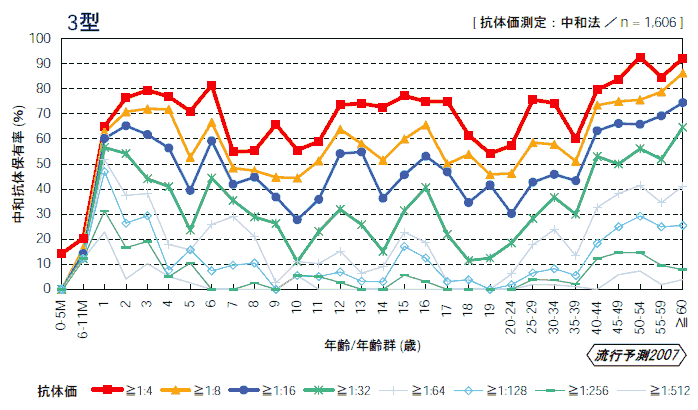 3型
[ 抗体価測定：中和法 ／ n = 1,606 ]
中和抗体保有率 (%)
100
90
80
70
60
50
40
30
20
10
0
0-5M 6-11M 1 2 3 4 5 6 7 8 9 10 11 12 13 14 15 16 17 18 19 20-24 25-29 30-34 35-39 40-44 45-49 50-54 55-59 ≧60
年齢/年齢群 (歳)
流行予測2007
抗体価 ≧1:4 ≧1:8 ≧1:16 ≧1:32 ≧1:64 ≧1:128 ≧1:256 ≧1:512